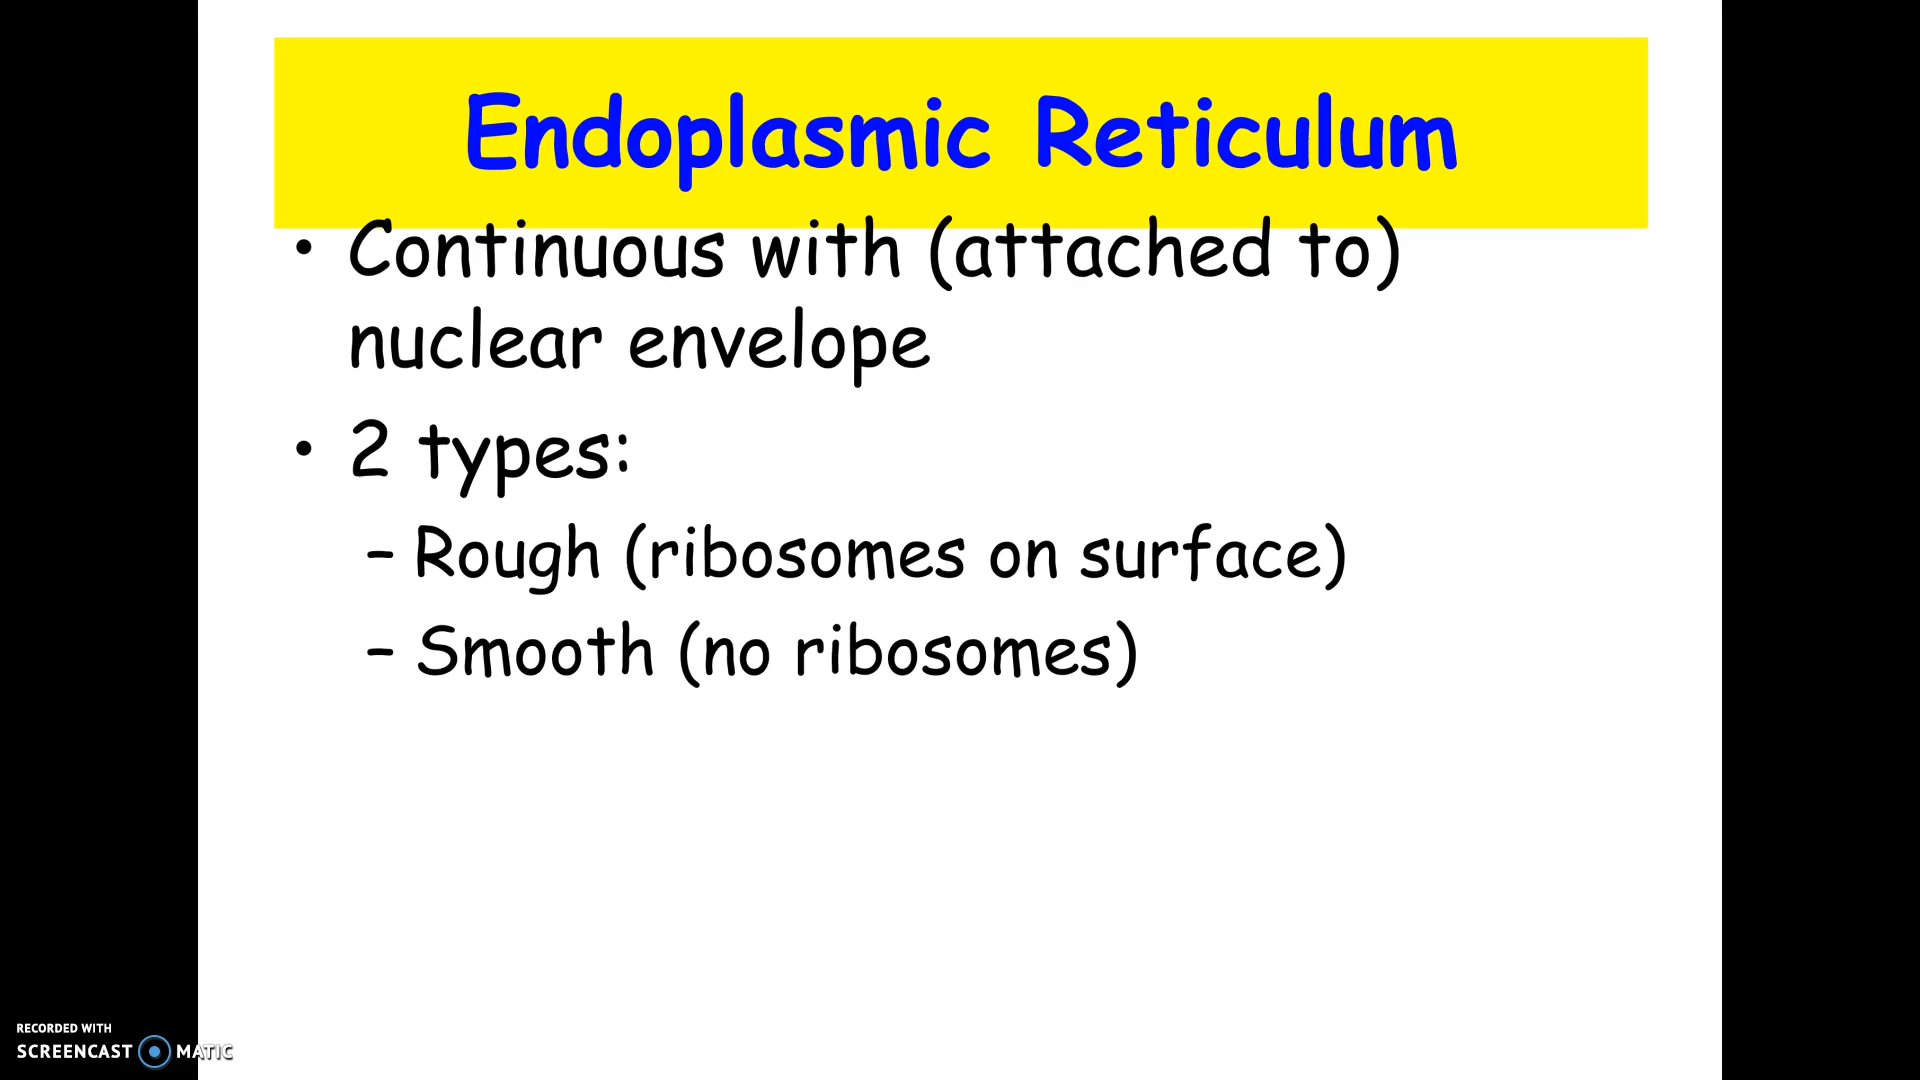 Endoplasmic Reticulum
• Continuous with (attached to)
nuclear envelope
• 2 types:
– Rough (ribosomes on surface)
– Smooth (no ribosomes)
RECORDED WITH
SCREENCAST MATIC